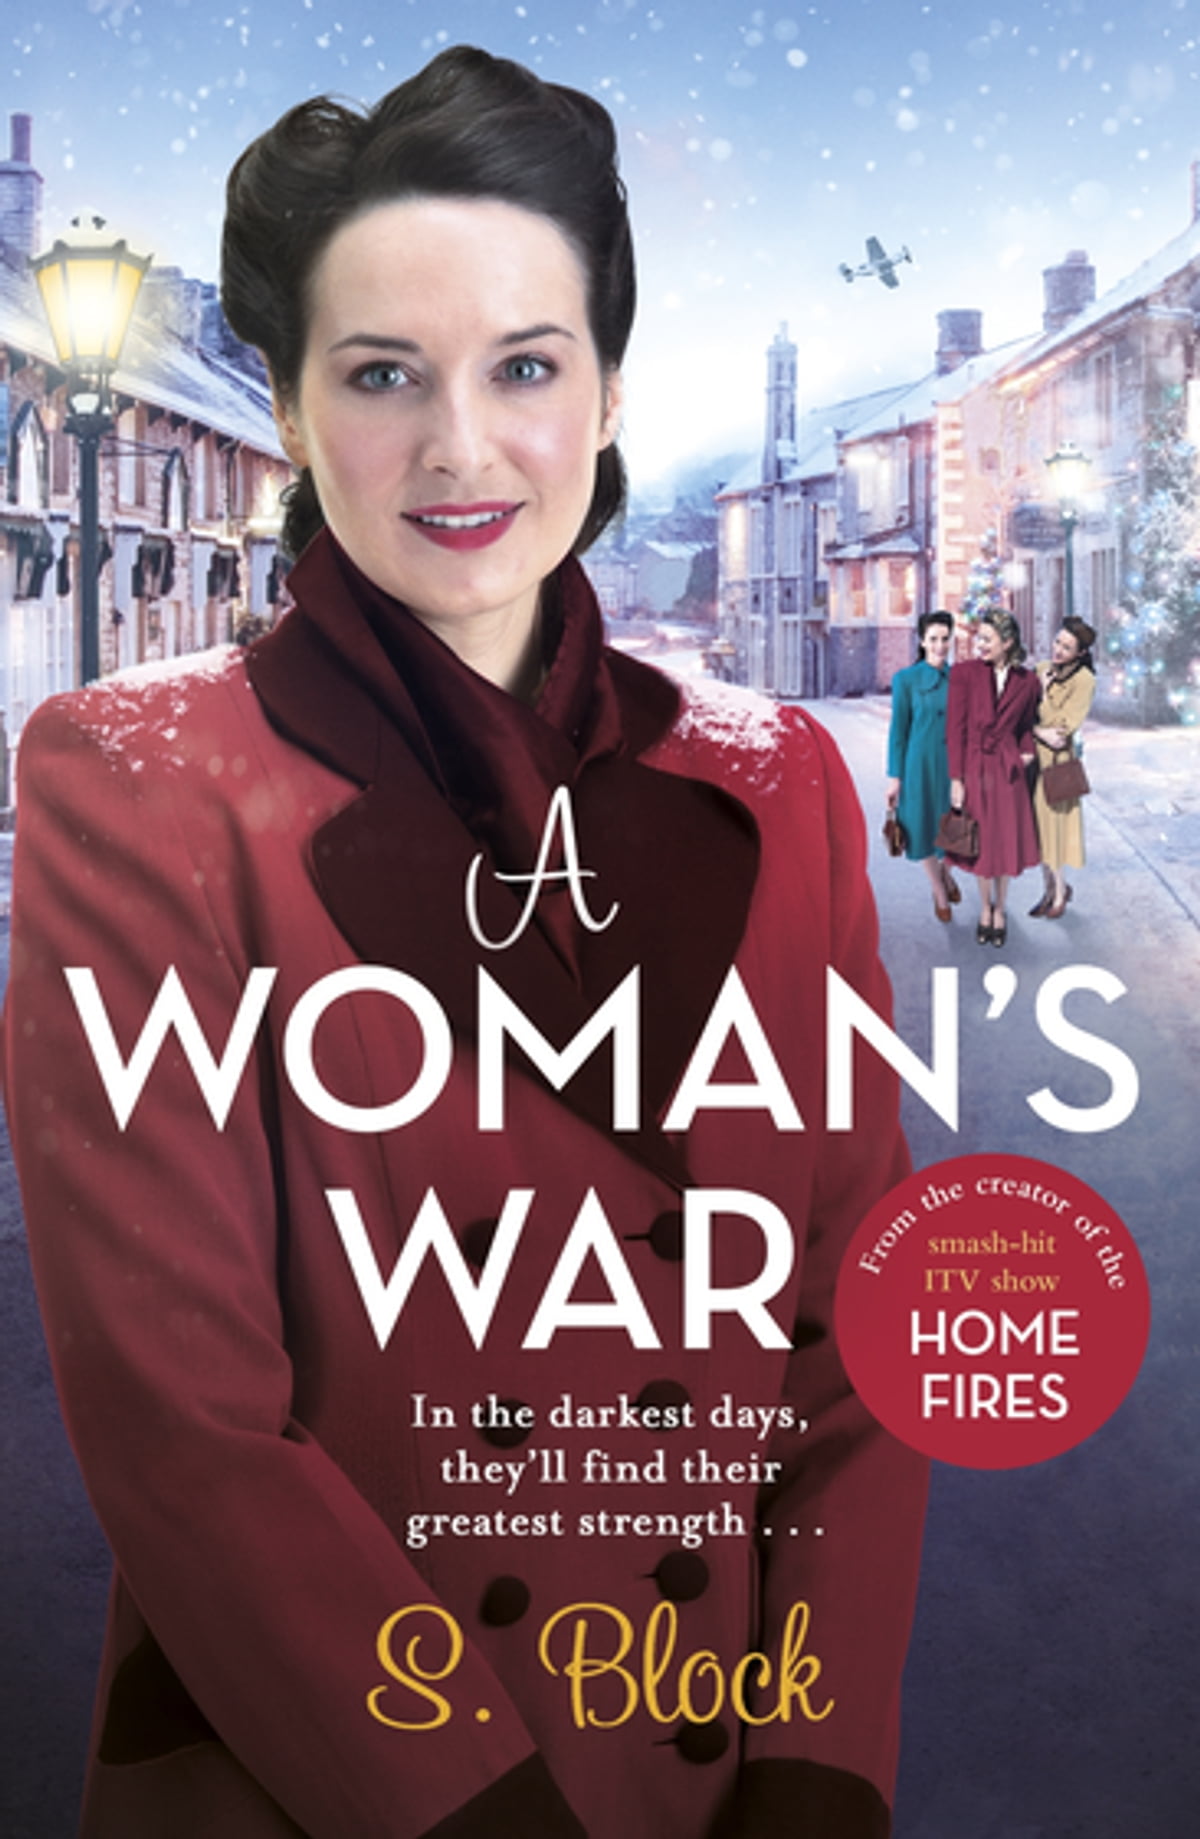 A
WOMAN'S
WAR
From the creator of the
smash-hit
ITV show
HOME
FIRES
In the darkest days,
they'll find their
greatest strength . . .
S. Block